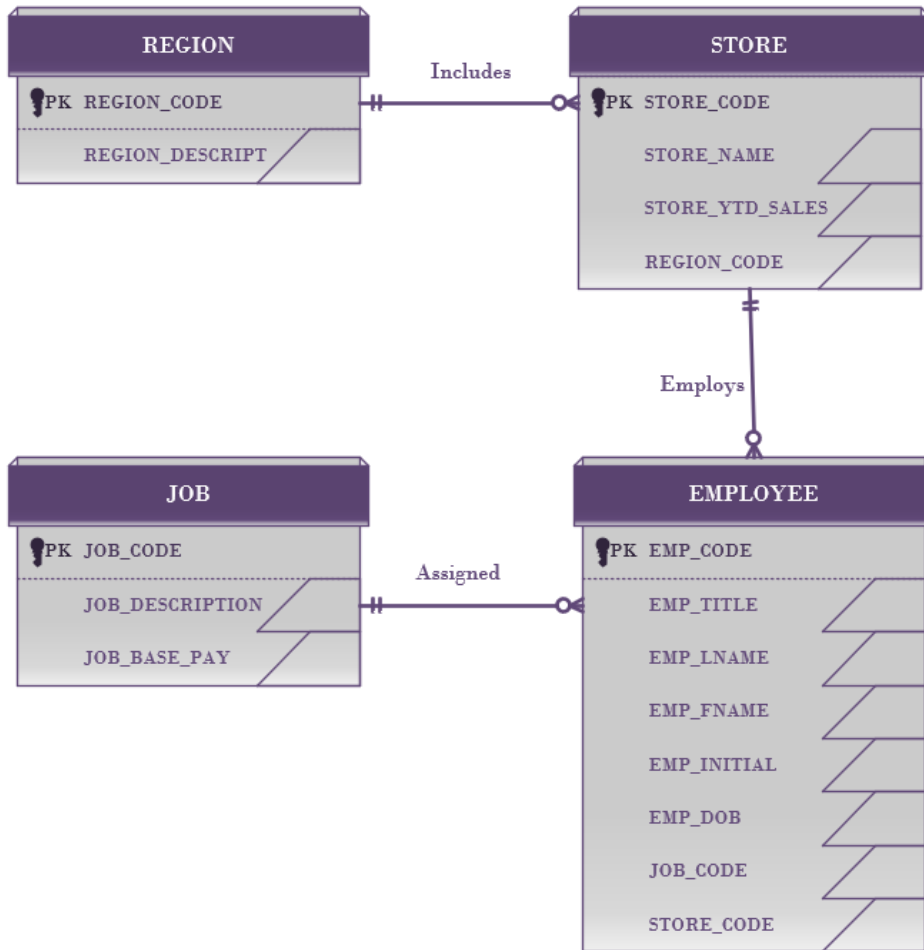 REGION
PK REGION_CODE
REGION_DESCRIPT
Includes
STORE
PK STORE_CODE
STORE_NAME
STORE_YTD_SALES
REGION_CODE
Employs
JOB
PK JOB_CODE
JOB_DESCRIPTION
JOB_BASE_PAY
Assigned
EMPLOYEE
PK EMP_CODE
EMP_TITLE
EMP_LNAME
EMP_FNAME
EMP_INITIAL
EMP_DOB
JOB_CODE
STORE_CODE